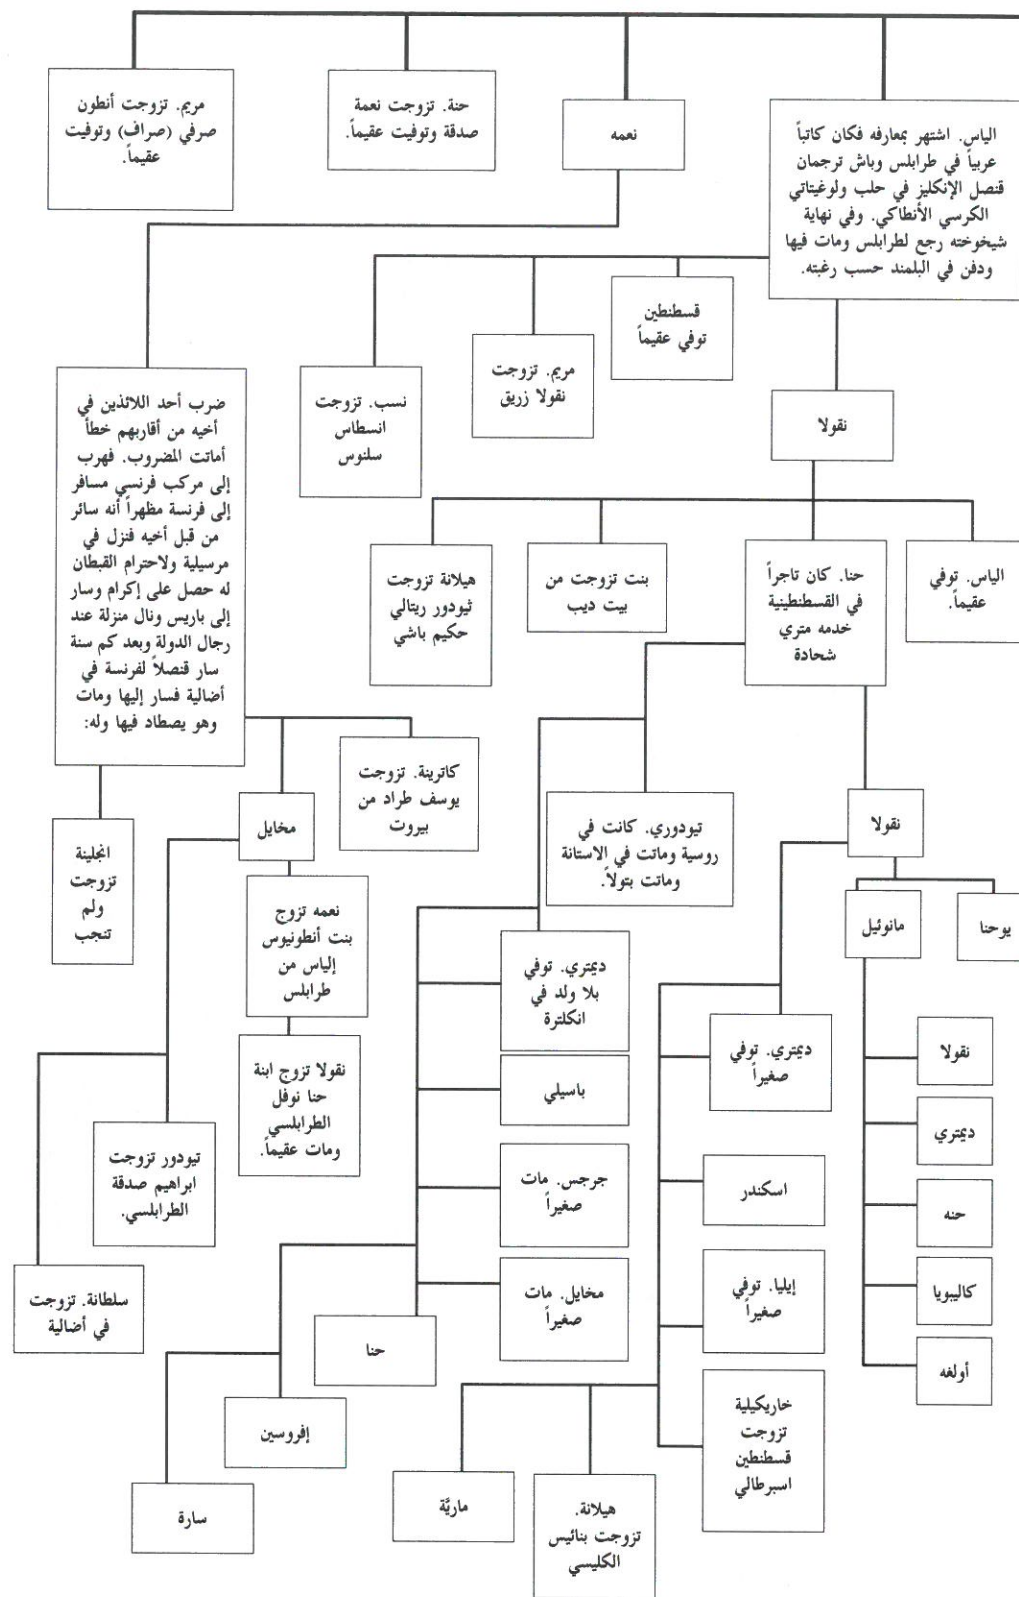 الياس. اشتهر بمعارفه فكان كاتباً
عربياً في طرابلس وباش ترجمان
قنصل الإنكليز في حلب ولوغيتاتي
الكرسي الأنطاكي. وفي نهاية
شيخوخته رجع لطرابلس ومات فيها
ودفن في البلمند حسب رغبته.
نعمه
حنة. تزوجت نعمة
صدقة وتوفيت عقيماً.
مريم. تزوجت أنطون
صرفي (صراف) وتوفيت
عقيماً.
قسطنطين
توفي عقيماً
مريم. تزوجت
نقولا زريق
نسب. تزوجت
انسطاس
سلنوس
نقولا
ضرب أحد اللائذين في
أخيه من أقاربهم خطأ
أماتت المضروب. فهرب
إلى مركب فرنسي مسافر
إلى فرنسة مظهراً أنه سائر
من قبل أخيه فنزل في
مرسيلية ولاحترام القبطان
له حصل على إكرام وسار
إلى باريس ونال منزلة عند
رجال الدولة وبعد كم سنة
سار قنصلاً لفرنسة في
أضالية فسار إليها ومات
وهو يصطاد فيها وله:
الياس. توفي
عقيماً.
حنا. كان تاجراً
في القسطنطينية
خدمه متري
شحادة
بنت تزوجت من
بيت ديب
هيلانة تزوجت
ثيودور ريتالي
حكيم باشي
كاترينة. تزوجت
يوسف طراد من
بيروت
مخايل
انجلينة
تزوجت
ولم
تنجب
نعمه تزوج
بنت أنطونيوس
إلياس من
طرابلس
نقولا تزوج ابنة
حنا نوفل
الطرابلسي
ومات عقيماً.
تيودور تزوجت
ابراهيم صدقة
الطرابلسي.
سلطانة. تزوجت
في أضالية
تيودوري. كانت في
روسية وماتت في الاستانة
وماتت بتولاً.
نقولا
يوحنا
مانوئيل
نقولا
ديمتري
حنه
كاليبويا
أولغه
ديمتري. توفي
صغيراً
اسكندر
إيليا. توفي
صغيراً
خاريكيلية
تزوجت
قسطنطين
اسبرطالي
هيلانة.
تزوجت بنائيس
الكليسي
ماريَّة
ديمتري. توفي
بلا ولد في
انكلترة
باسيلي
جرجس. مات
صغيراً
مخايل. مات
صغيراً
حنا
إفروسين
سارة